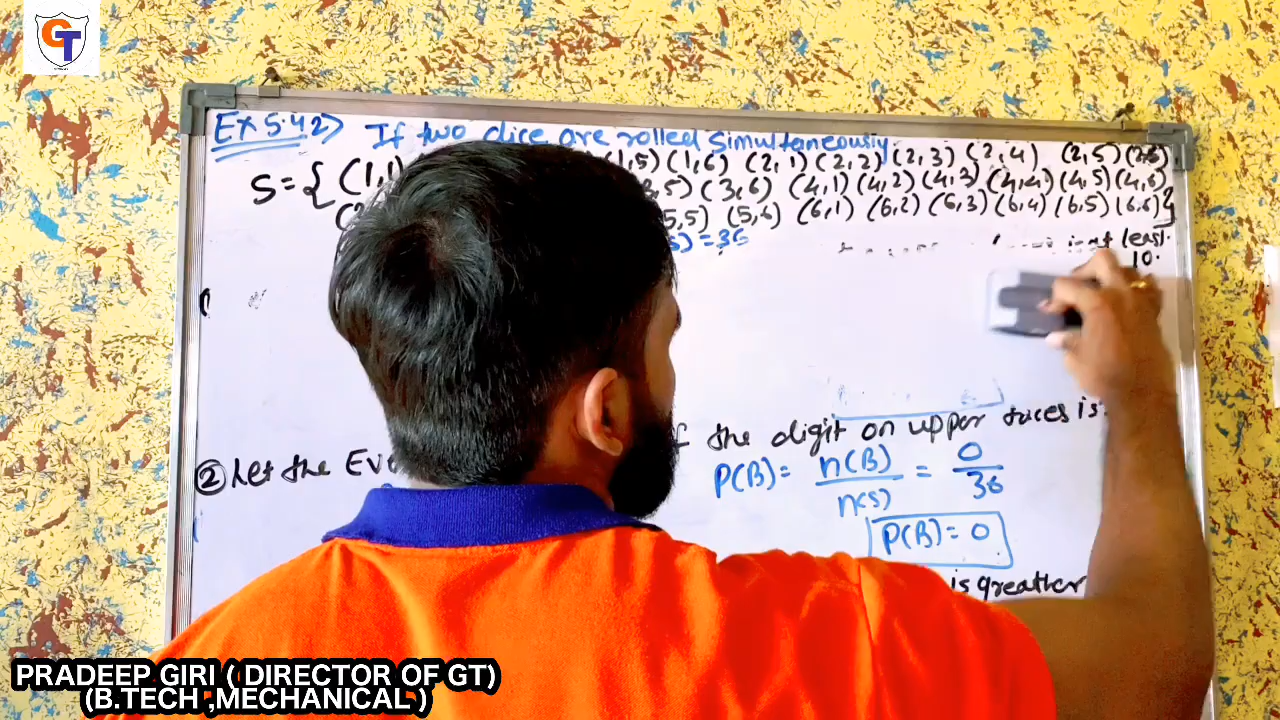 GT
Ex 5.42> If two dice are rolled simultaneously.
S = { (1,1) 1,5) (1,6) (2,1) (2,2) (2,3) (2,4) (2,5) (2,6)
3,5) (3,6) (4,1) (4,2) (4,3) (4,4) (4,5) (4,6)
5,5) (5,6) (6,1) (6,2) (6,3) (6,4) (6,5) (6,6) }
s) = 36
is at least
10.
② Let the Eve f the digit on upper faces is
P(B) = n(B)/n(S) = 0/36
P(B) = 0
is greather
PRADEEP GIRI ( DIRECTOR OF GT)
(B.TECH ,MECHANICAL )